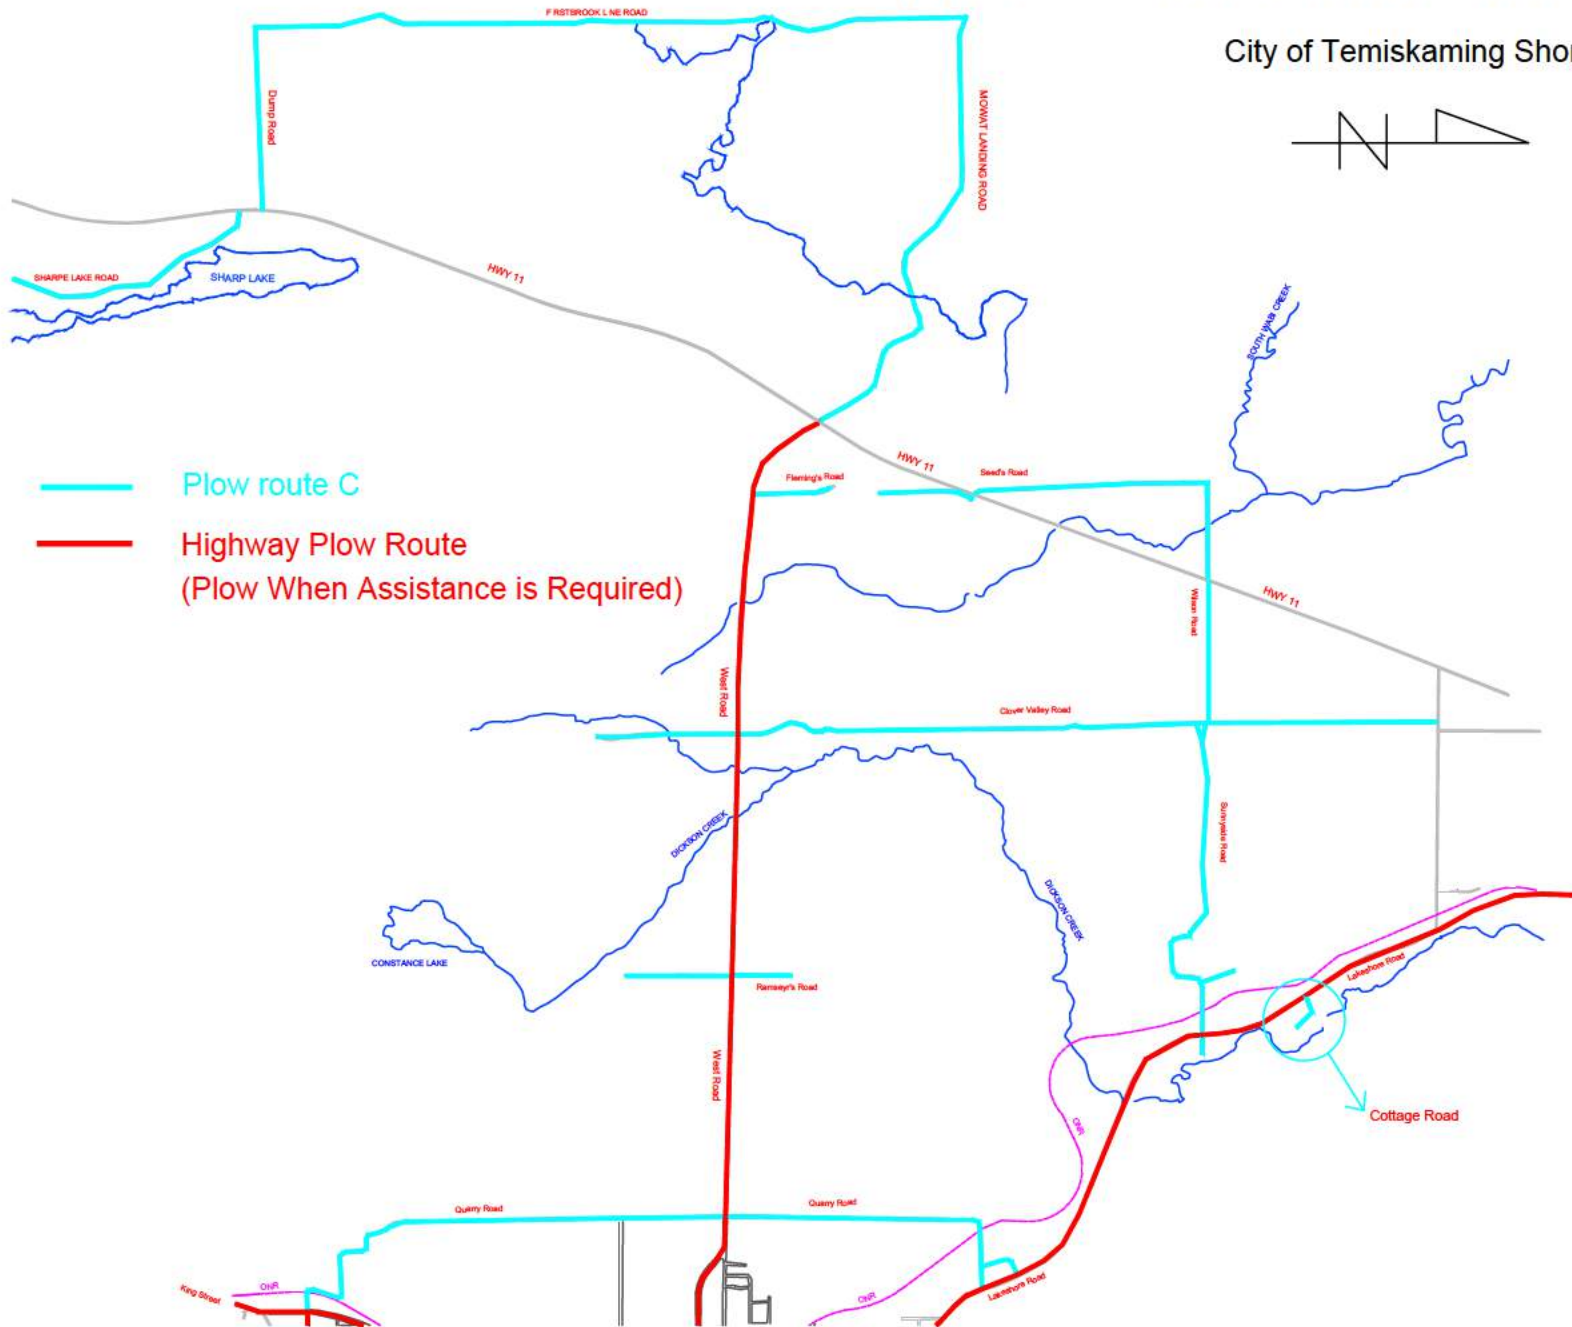 F RSTBROOK L NE ROAD
City of Temiskaming Shor
N
Dump Road
MOWAT LANDING ROAD
SHARPE LAKE ROAD
SHARP LAKE
HWY 11
SOUTH WABI CREEK
Plow route C
HWY 11
Seed's Road
Fleming's Road
Highway Plow Route
(Plow When Assistance is Required)
HWY 11
Wilson Road
West Road
Clover Valley Road
Sunnyside Road
DICKSON CREEK
DICKSON CREEK
CONSTANCE LAKE
Ramseyr's Road
Lakeshore Road
West Road
Cottage Road
ONR
Quarry Road
Quarry Road
King Street
ONR
ONR
Lakeshore Road